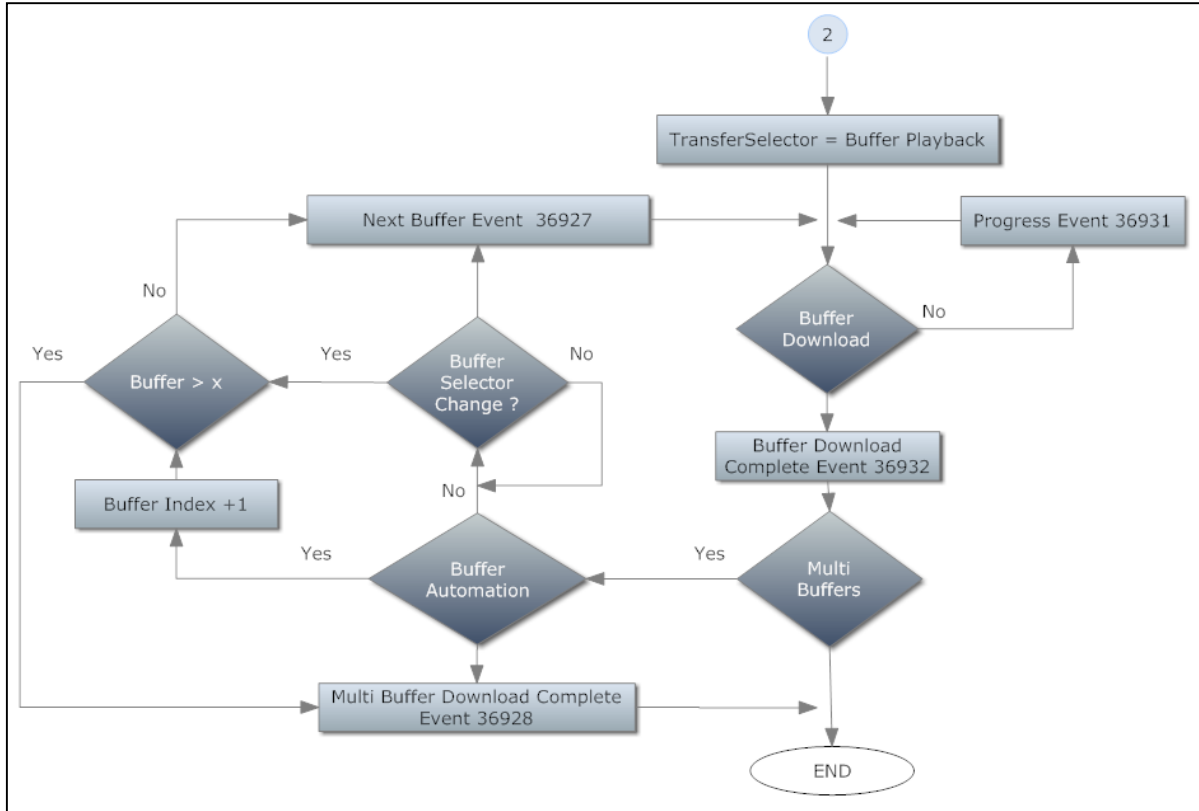 2
TransferSelector = Buffer Playback
Next Buffer Event 36927
Progress Event 36931
No
Buffer
Download
No
Yes
Buffer > x
Yes
Buffer
Selector
Change ?
No
Buffer Download
Complete Event 36932
Buffer Index +1
No
Yes
Buffer
Automation
Yes
Multi
Buffers
Multi Buffer Download Complete
Event 36928
END